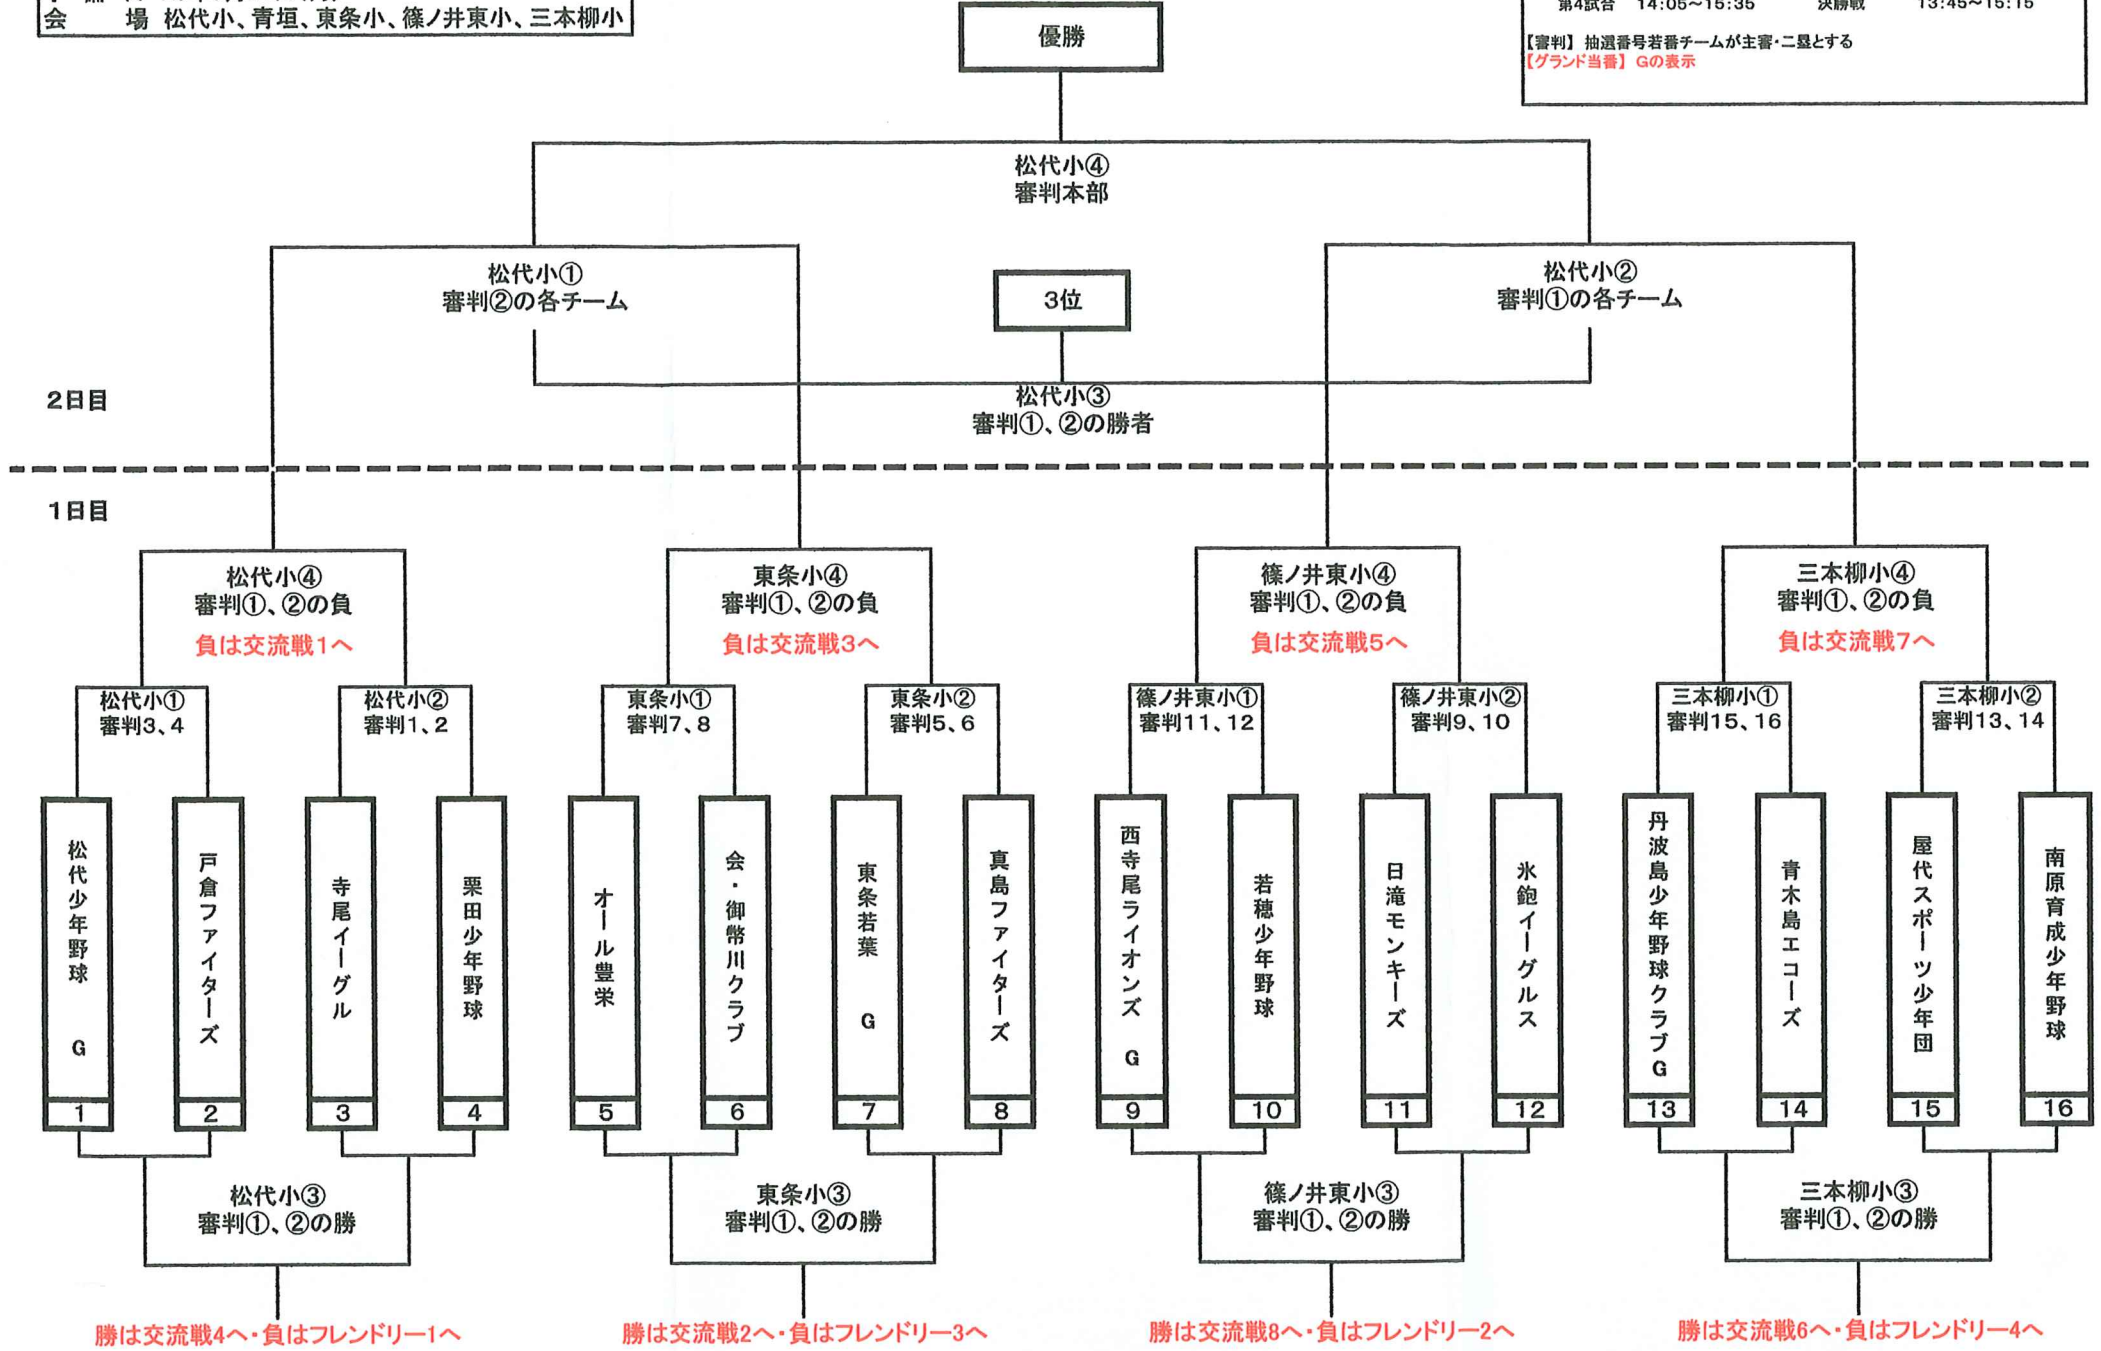 会　場 松代小、青垣、東条小、篠ノ井東小、三本柳小
第4試合 14:05～15:35 決勝戦 13:45～15:15
【審判】 抽選番号若番チームが主審・二塁とする
【グランド当番】 Gの表示
優勝
松代小④
審判本部
松代小①
審判②の各チーム
3位
松代小②
審判①の各チーム
松代小③
審判①、②の勝者
2日目
1日目
松代小④
審判①、②の負
負は交流戦1へ
東条小④
審判①、②の負
負は交流戦3へ
篠ノ井東小④
審判①、②の負
負は交流戦5へ
三本柳小④
審判①、②の負
負は交流戦7へ
松代小①
審判3、4
松代小②
審判1、2
東条小①
審判7、8
東条小②
審判5、6
篠ノ井東小①
審判11、12
篠ノ井東小②
審判9、10
三本柳小①
審判15、16
三本柳小②
審判13、14
松代少年野球 G
戸倉ファイターズ
寺尾イーグル
栗田少年野球
オール豊栄
会・御幣川クラブ
東条若葉 G
真島ファイターズ
西寺尾ライオンズ G
若穂少年野球
日滝モンキーズ
氷鉋イーグルス
丹波島少年野球クラブG
青木島エコーズ
屋代スポーツ少年団
南原育成少年野球
1
2
3
4
5
6
7
8
9
10
11
12
13
14
15
16
松代小③
審判①、②の勝
東条小③
審判①、②の勝
篠ノ井東小③
審判①、②の勝
三本柳小③
審判①、②の勝
勝は交流戦4へ・負はフレンドリー1へ
勝は交流戦2へ・負はフレンドリー3へ
勝は交流戦8へ・負はフレンドリー2へ
勝は交流戦6へ・負はフレンドリー4へ